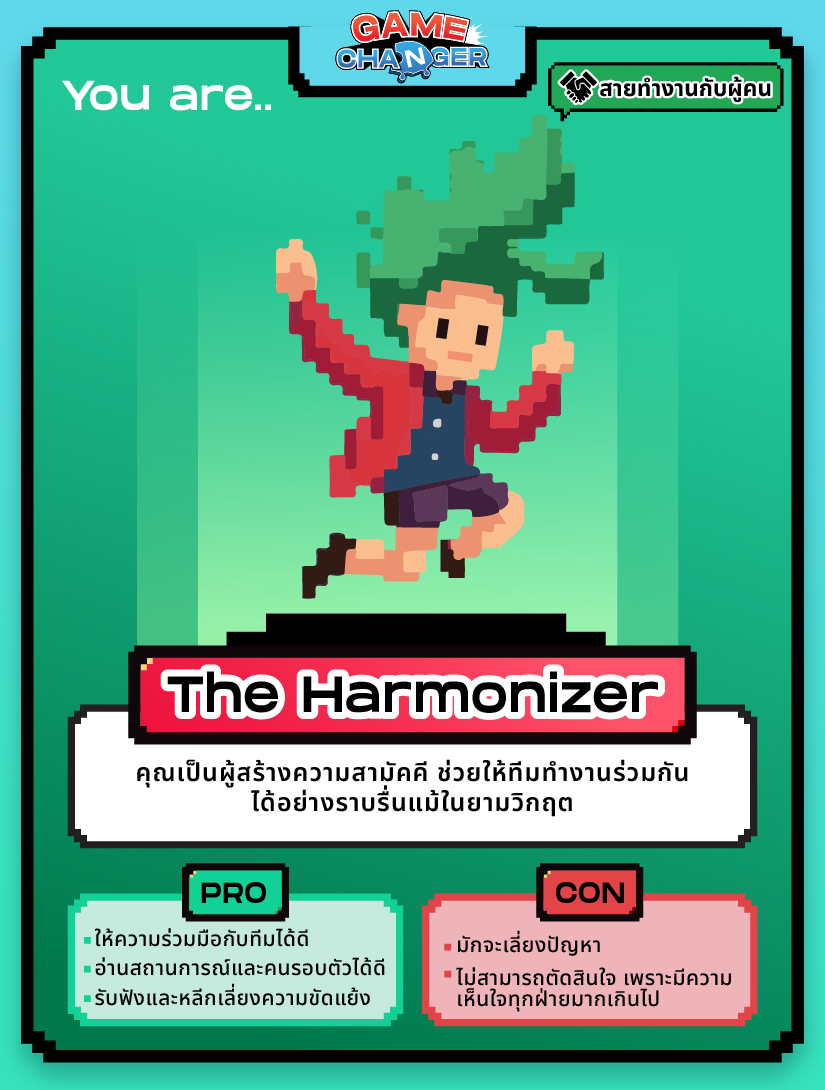 GAME
CHANGER
You are..
สายทำงานกับผู้คน
The Harmonizer
คุณเป็นผู้สร้างความสามัคคี ช่วยให้ทีมทำงานร่วมกัน
ได้อย่างราบรื่นแม้ในยามวิกฤต
PRO
▪ให้ความร่วมมือกับทีมได้ดี
▪อ่านสถานการณ์และคนรอบตัวได้ดี
▪รับฟังและหลีกเลี่ยงความขัดแย้ง
CON
▪มักจะเลี่ยงปัญหา
▪ไม่สามารถตัดสินใจ เพราะมีความ
เห็นใจทุกฝ่ายมากเกินไป